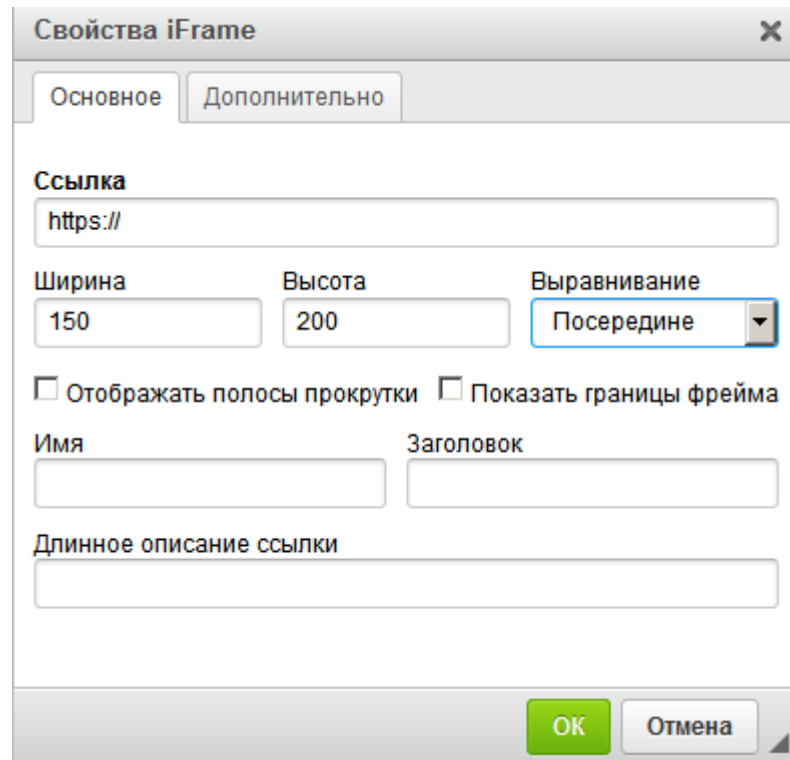 Свойства iFrame
Основное Дополнительно
Ссылка
https://
Ширина Высота Выравнивание
150 200 Посередине
Отображать полосы прокрутки Показать границы фрейма
Имя Заголовок
Длинное описание ссылки
ОК Отмена